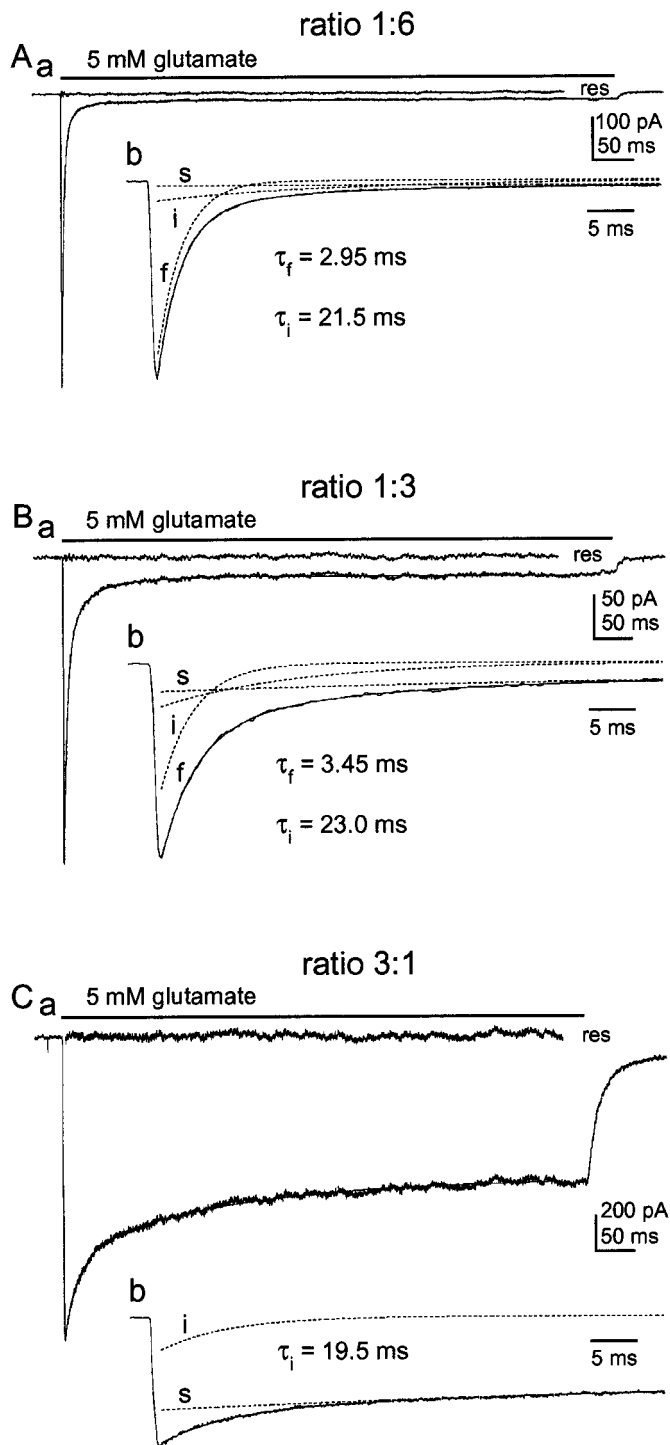 ratio 1:6
A a 5 mM glutamate
res
100 pA
50 ms
b
s
i
f
5 ms
τf = 2.95 ms
τi = 21.5 ms
ratio 1:3
B a 5 mM glutamate
res
50 pA
50 ms
b
s
i
f
5 ms
τf = 3.45 ms
τi = 23.0 ms
ratio 3:1
C a 5 mM glutamate
res
200 pA
50 ms
b
i
τi = 19.5 ms
5 ms
s